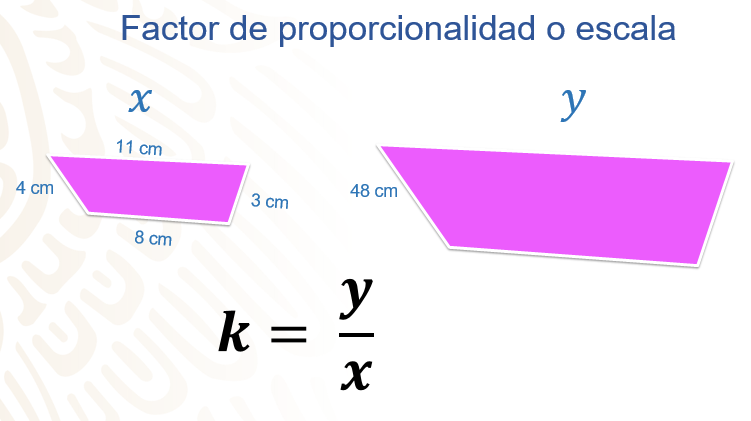 Factor de proporcionalidad o escala
x
y
11 cm
4 cm
3 cm
8 cm
48 cm
k = y/x